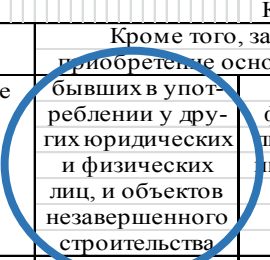 Кроме того, за
приобретение осно
бывших в упот-
реблении у дру-
гих юридических
и физических
лиц, и объектов
незавершенного
строительства